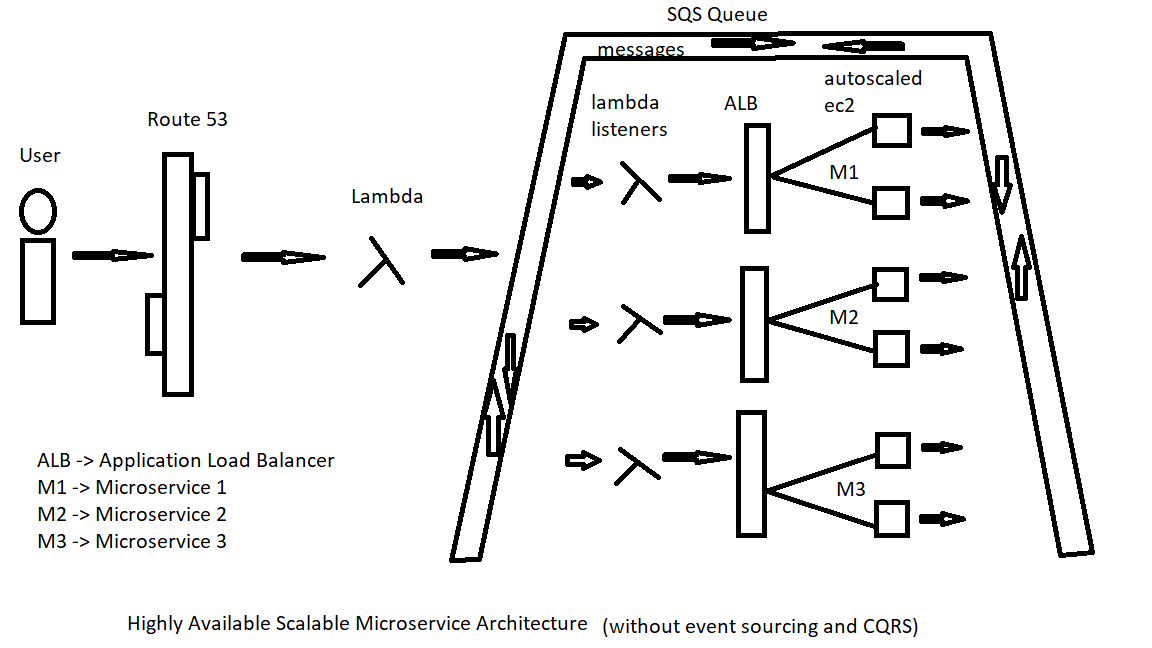 SQS Queue
messages
autoscaled
ec2
lambda
listeners
ALB
Route 53
User
M1
Lambda
M2
ALB -> Application Load Balancer
M1 -> Microservice 1
M2 -> Microservice 2
M3 -> Microservice 3
M3
Highly Available Scalable Microservice Architecture (without event sourcing and CQRS)